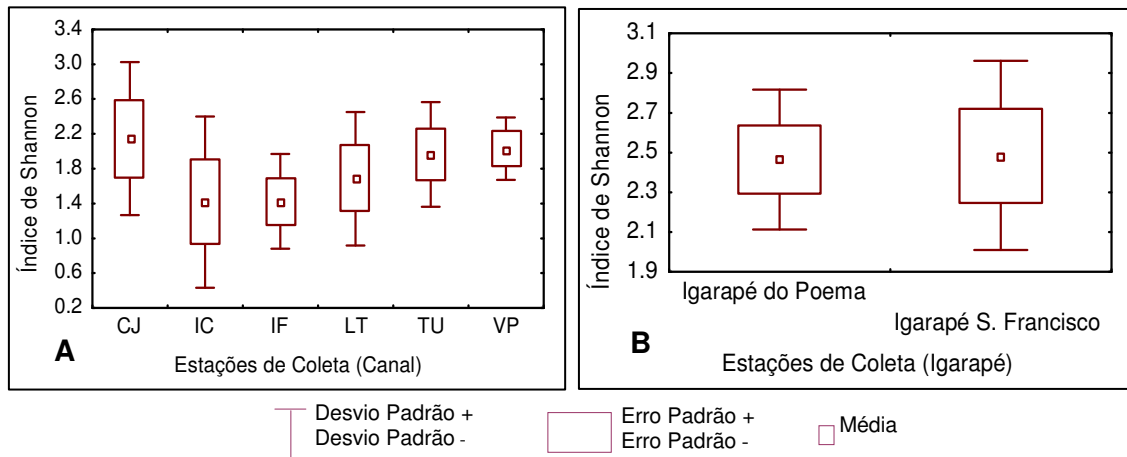 Índice de Shannon
3.4
3.0
2.6
2.2
1.8
1.4
1.0
0.6
0.2
CJ IC IF LT TU VP
A
Estações de Coleta (Canal)
Índice de Shannon
3.1
2.9
2.7
2.5
2.3
2.1
1.9
Igarapé do Poema
Igarapé S. Francisco
B
Estações de Coleta (Igarapé)
Desvio Padrão +
Desvio Padrão -
Erro Padrão +
Erro Padrão -
Média